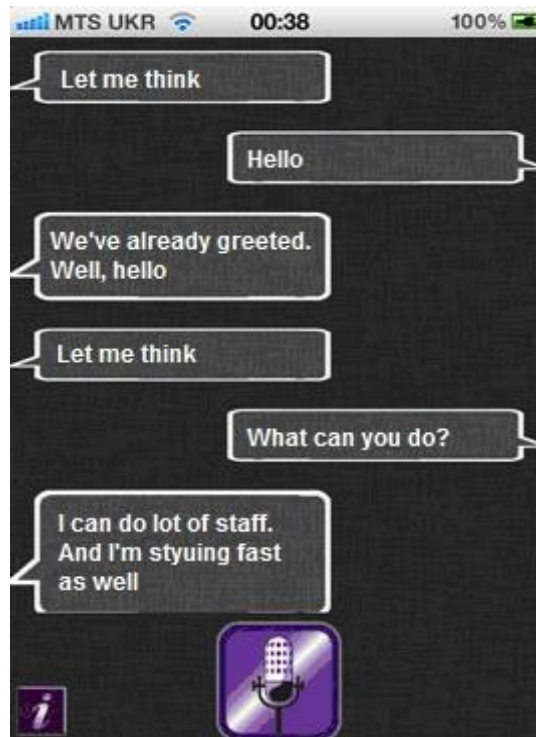 MTS UKR 00:38 100%
Let me think
Hello
We've already greeted.
Well, hello
Let me think
What can you do?
I can do lot of staff.
And I'm styuing fast
as well
i